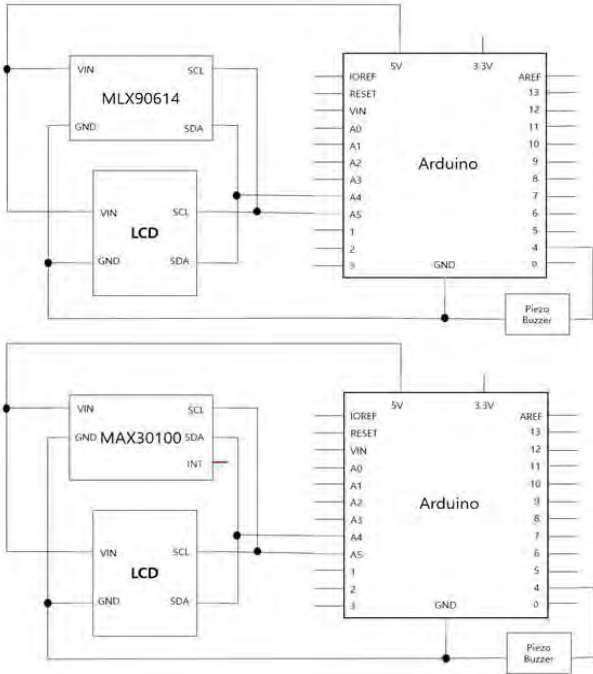 VIN SCL
MLX90614
GND SDA
VIN SCL
LCD
GND SDA
5V 3.3V
IOREF AREF
RESET 13
VIN 12
A0 11
A1 10
A2 9
A3 8
Arduino
A4 7
A5 6
1 5
2 4
3 0
GND
Piezo
Buzzer
VIN SCL
GND MAX30100 SDA
INT
VIN SCL
LCD
GND SDA
5V 3.3V
IOREF AREF
RESET 13
VIN 12
A0 11
A1 10
A2 9
A3 8
Arduino
A4 7
A5 6
1 5
2 4
3 0
GND
Piezo
Buzzer